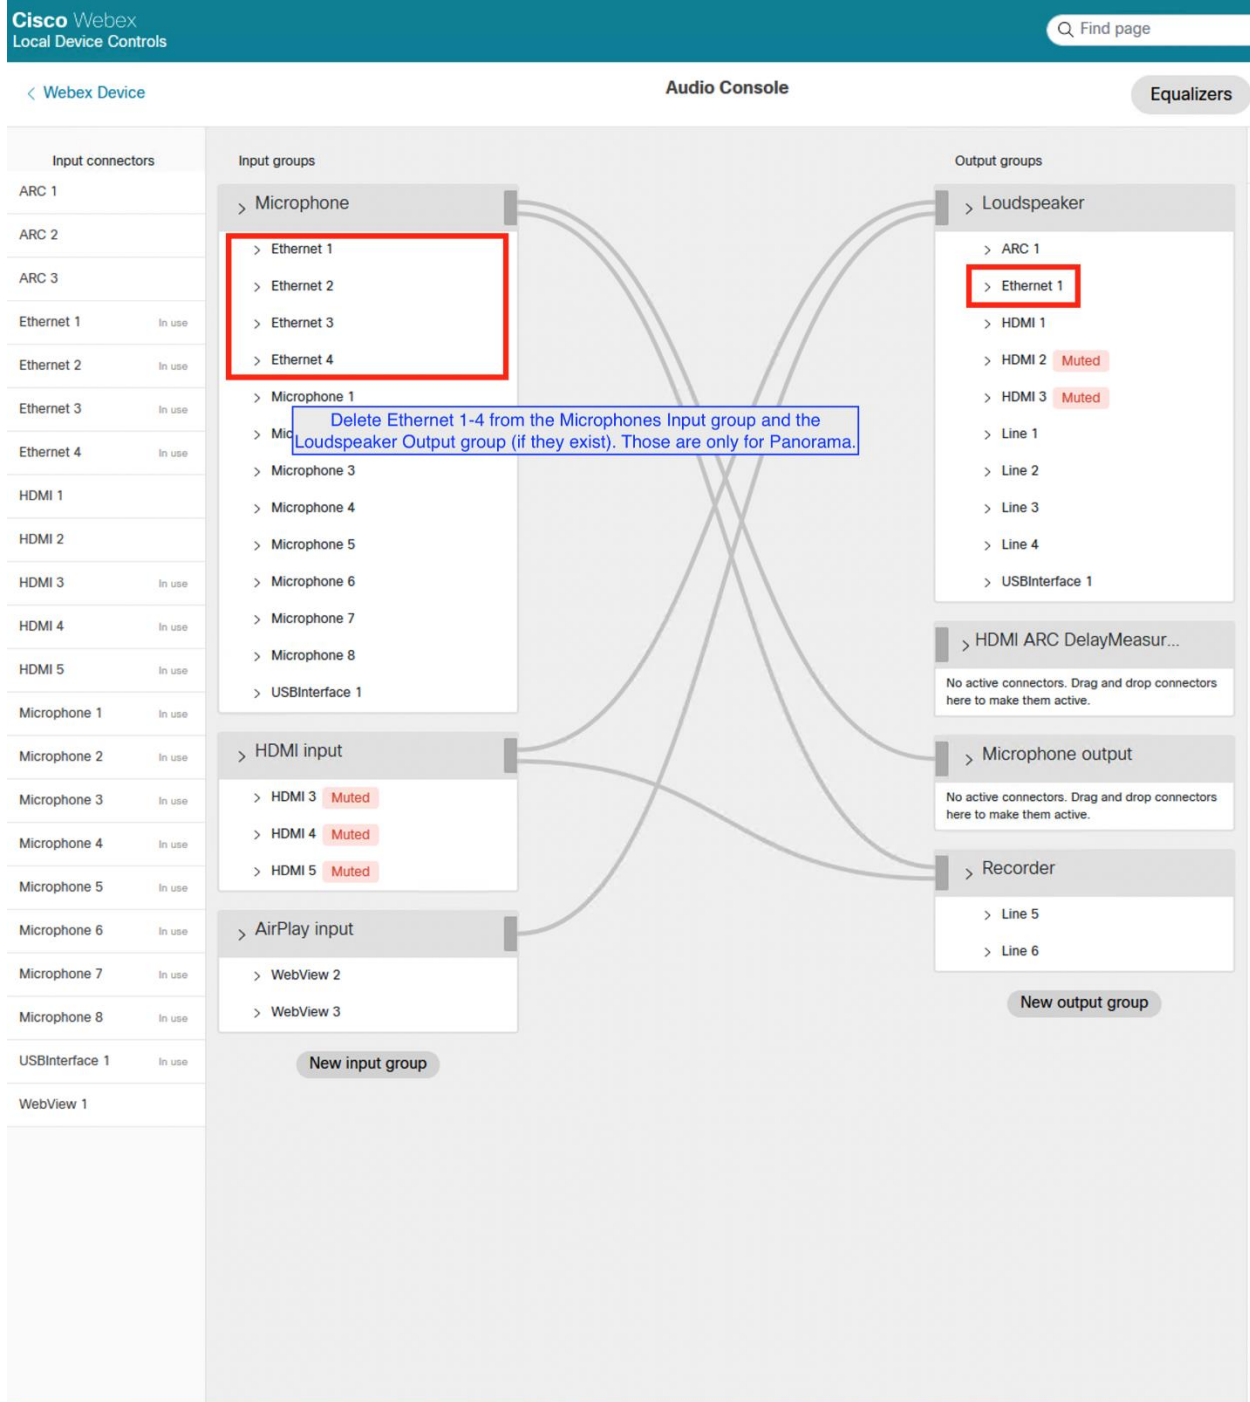 Cisco Webex
Local Device Controls
Find page
Webex Device
Audio Console
Equalizers
Input connectors
ARC 1
ARC 2
ARC 3
Ethernet 1 In use
Ethernet 2 In use
Ethernet 3 In use
Ethernet 4 In use
HDMI 1
HDMI 2
HDMI 3 In use
HDMI 4 In use
HDMI 5 In use
Microphone 1 In use
Microphone 2 In use
Microphone 3 In use
Microphone 4 In use
Microphone 5 In use
Microphone 6 In use
Microphone 7 In use
Microphone 8 In use
USBInterface 1 In use
WebView 1
Input groups
Microphone
Ethernet 1
Ethernet 2
Ethernet 3
Ethernet 4
Microphone 1
Delete Ethernet 1-4 from the Microphones Input group and the
Loudspeaker Output group (if they exist). Those are only for Panorama.
Microphone 3
Microphone 4
Microphone 5
Microphone 6
Microphone 7
Microphone 8
USBInterface 1
HDMI input
HDMI 3 Muted
HDMI 4 Muted
HDMI 5 Muted
AirPlay input
WebView 2
WebView 3
New input group
Output groups
Loudspeaker
ARC 1
Ethernet 1
HDMI 1
HDMI 2 Muted
HDMI 3 Muted
Line 1
Line 2
Line 3
Line 4
USBInterface 1
HDMI ARC DelayMeasur...
No active connectors. Drag and drop connectors
here to make them active.
Microphone output
No active connectors. Drag and drop connectors
here to make them active.
Recorder
Line 5
Line 6
New output group